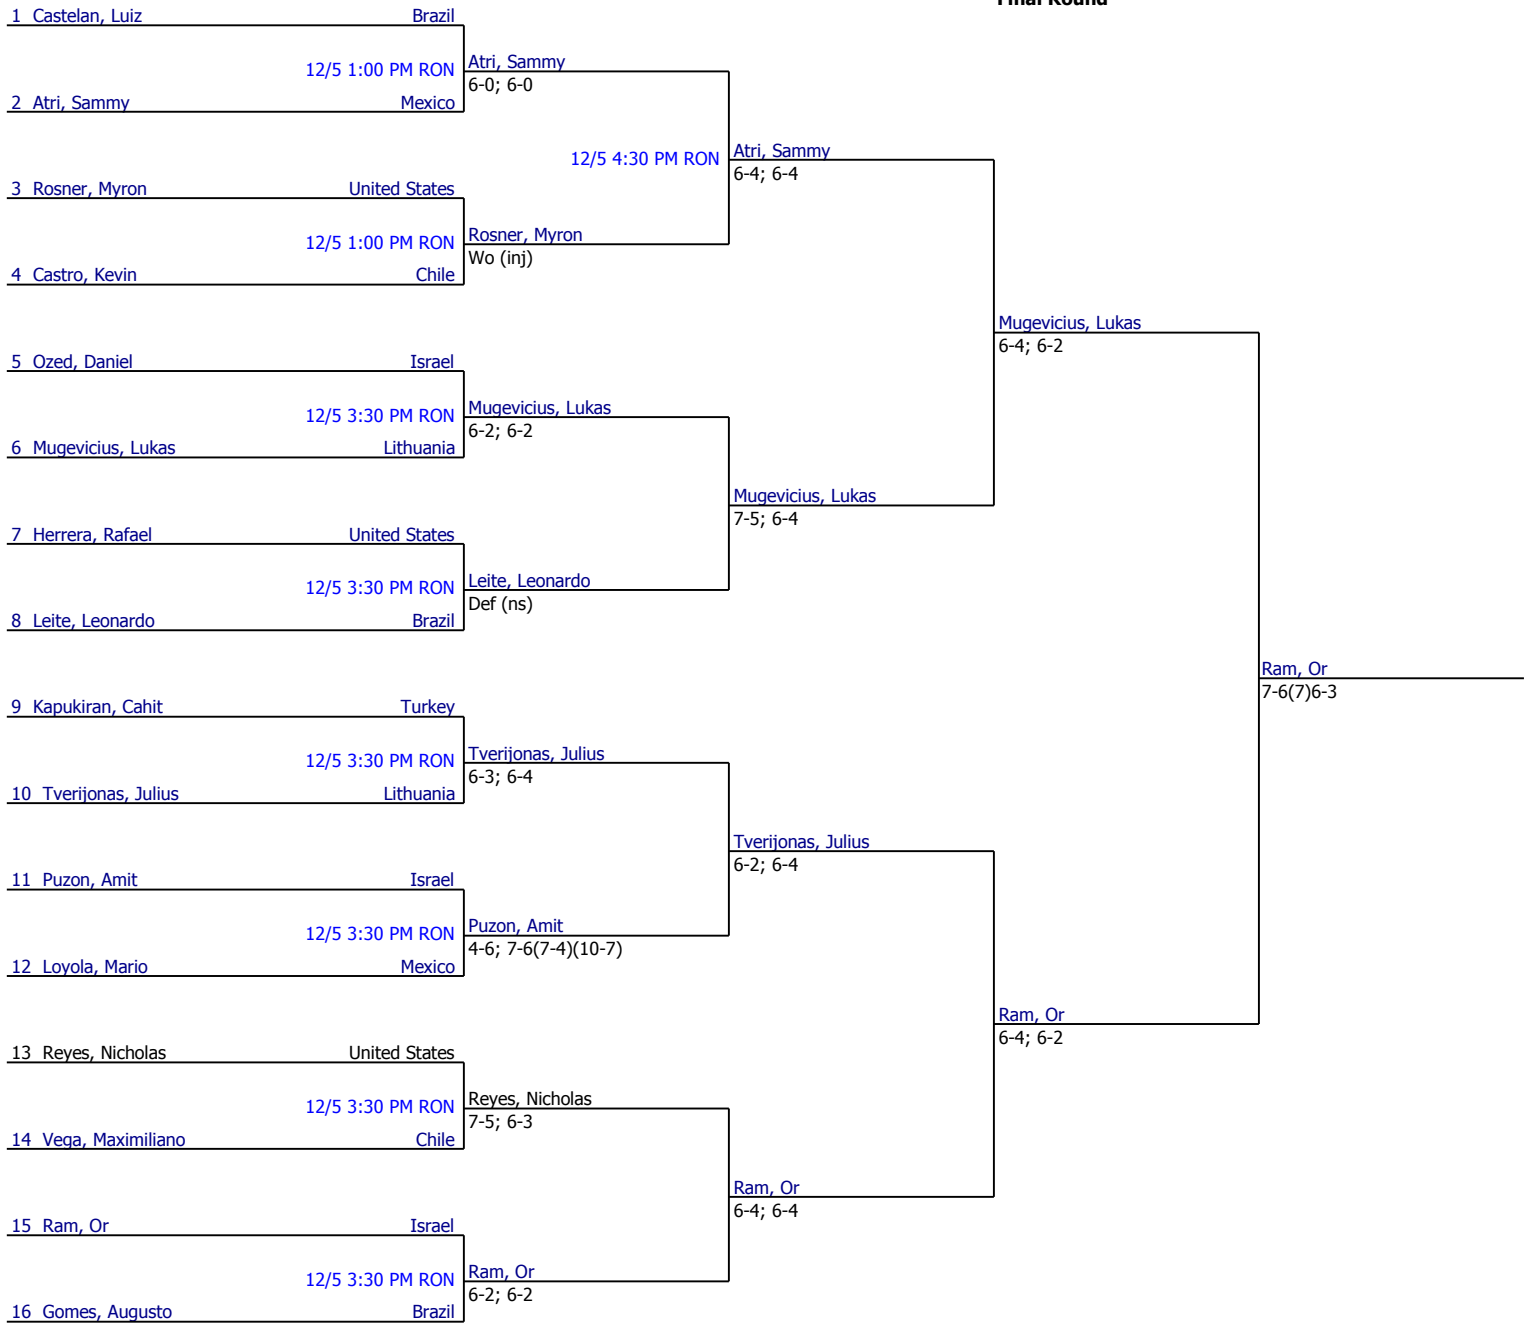 Final Round
1 Castelan, Luiz Brazil
12/5 1:00 PM RON
Atri, Sammy
6-0; 6-0
2 Atri, Sammy Mexico
12/5 4:30 PM RON
Atri, Sammy
6-4; 6-4
3 Rosner, Myron United States
12/5 1:00 PM RON
Rosner, Myron
Wo (inj)
4 Castro, Kevin Chile
Mugevicius, Lukas
6-4; 6-2
5 Ozed, Daniel Israel
12/5 3:30 PM RON
Mugevicius, Lukas
6-2; 6-2
6 Mugevicius, Lukas Lithuania
Mugevicius, Lukas
7-5; 6-4
7 Herrera, Rafael United States
12/5 3:30 PM RON
Leite, Leonardo
Def (ns)
8 Leite, Leonardo Brazil
Ram, Or
7-6(7)6-3
9 Kapukiran, Cahit Turkey
12/5 3:30 PM RON
Tverijonas, Julius
6-3; 6-4
10 Tverijonas, Julius Lithuania
Tverijonas, Julius
6-2; 6-4
11 Puzon, Amit Israel
12/5 3:30 PM RON
Puzon, Amit
4-6; 7-6(7-4)(10-7)
12 Loyola, Mario Mexico
Ram, Or
6-4; 6-2
13 Reyes, Nicholas United States
12/5 3:30 PM RON
Reyes, Nicholas
7-5; 6-3
14 Vega, Maximiliano Chile
Ram, Or
6-4; 6-4
15 Ram, Or Israel
12/5 3:30 PM RON
Ram, Or
6-2; 6-2
16 Gomes, Augusto Brazil